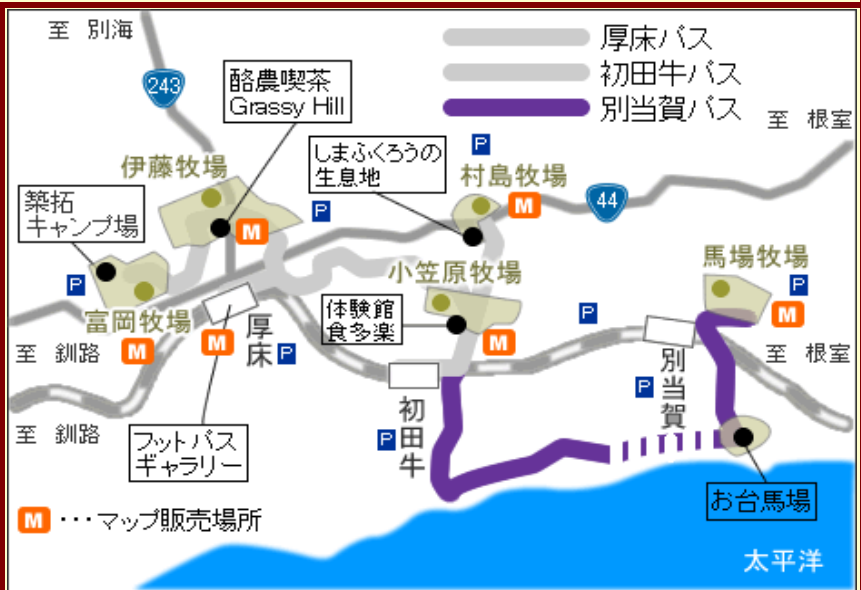 至 別海
厚床パス
初田牛パス
別当賀パス
243
酪農喫茶
Grassy Hill
至 根室
P
しまふくろうの
生息地
伊藤牧場
村島牧場
M
44
築拓
キャンプ場
P
M
馬場牧場
小笠原牧場
P
P
体験館
食多楽
P
M
富岡牧場
厚床
M
M
P
M
至 釧路
別当賀
至 根室
P
初田牛
P
至 釧路
フットパス
ギャラリー
お台馬場
M・・・マップ販売場所
太平洋